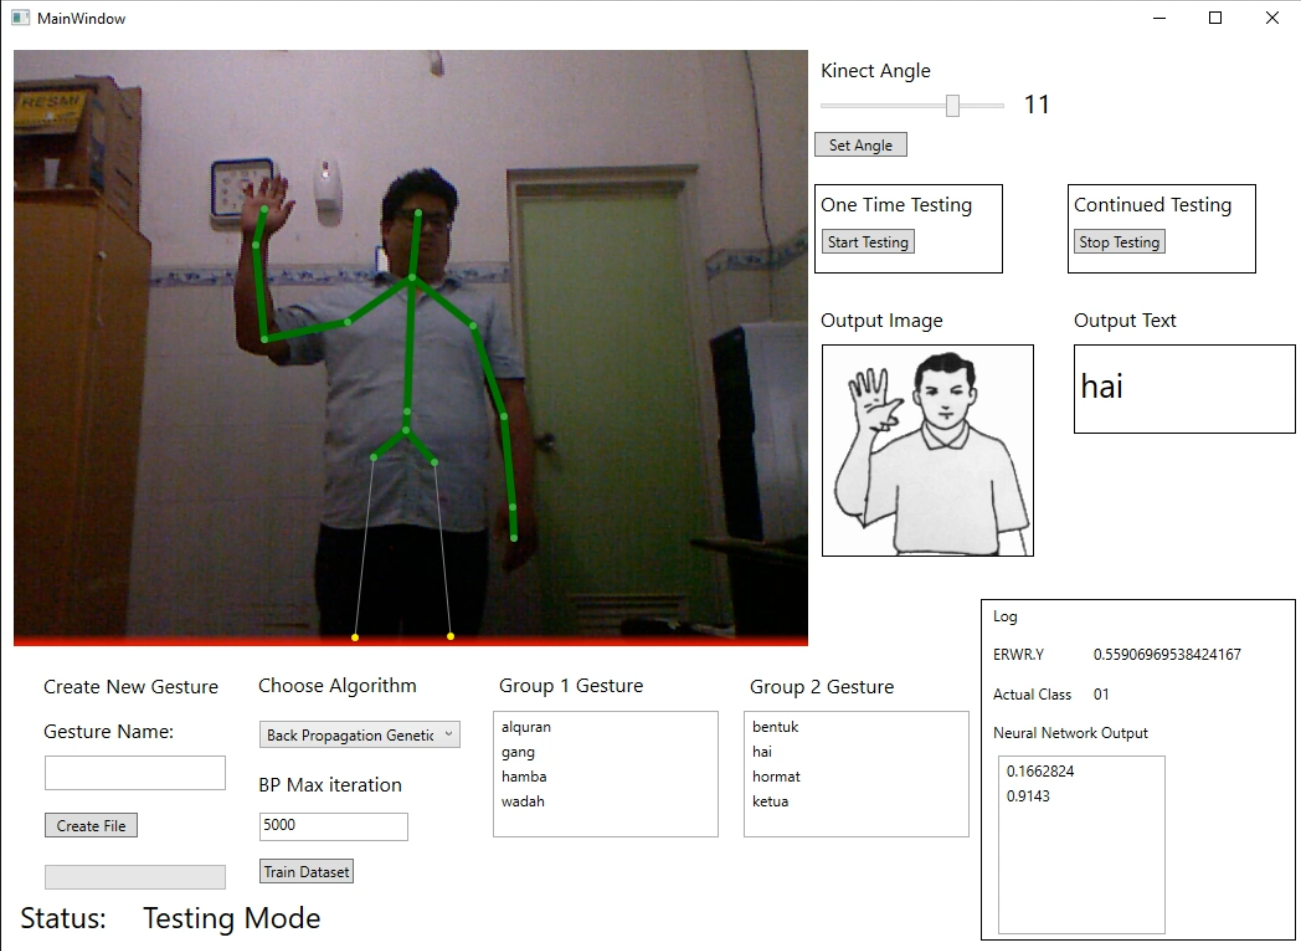 MainWindow
RESMI
Kinect Angle
11
Set Angle
One Time Testing
Start Testing
Continued Testing
Stop Testing
Output Image
Output Text
hai
Create New Gesture
Gesture Name:
Create File
Choose Algorithm
Back Propagation Genetic
BP Max iteration
5000
Train Dataset
Group 1 Gesture
alquran
gang
hamba
wadah
Group 2 Gesture
bentuk
hai
hormat
ketua
Log
ERWR.Y 0.55906969538424167
Actual Class 01
Neural Network Output
0.1662824
0.9143
Status: Testing Mode